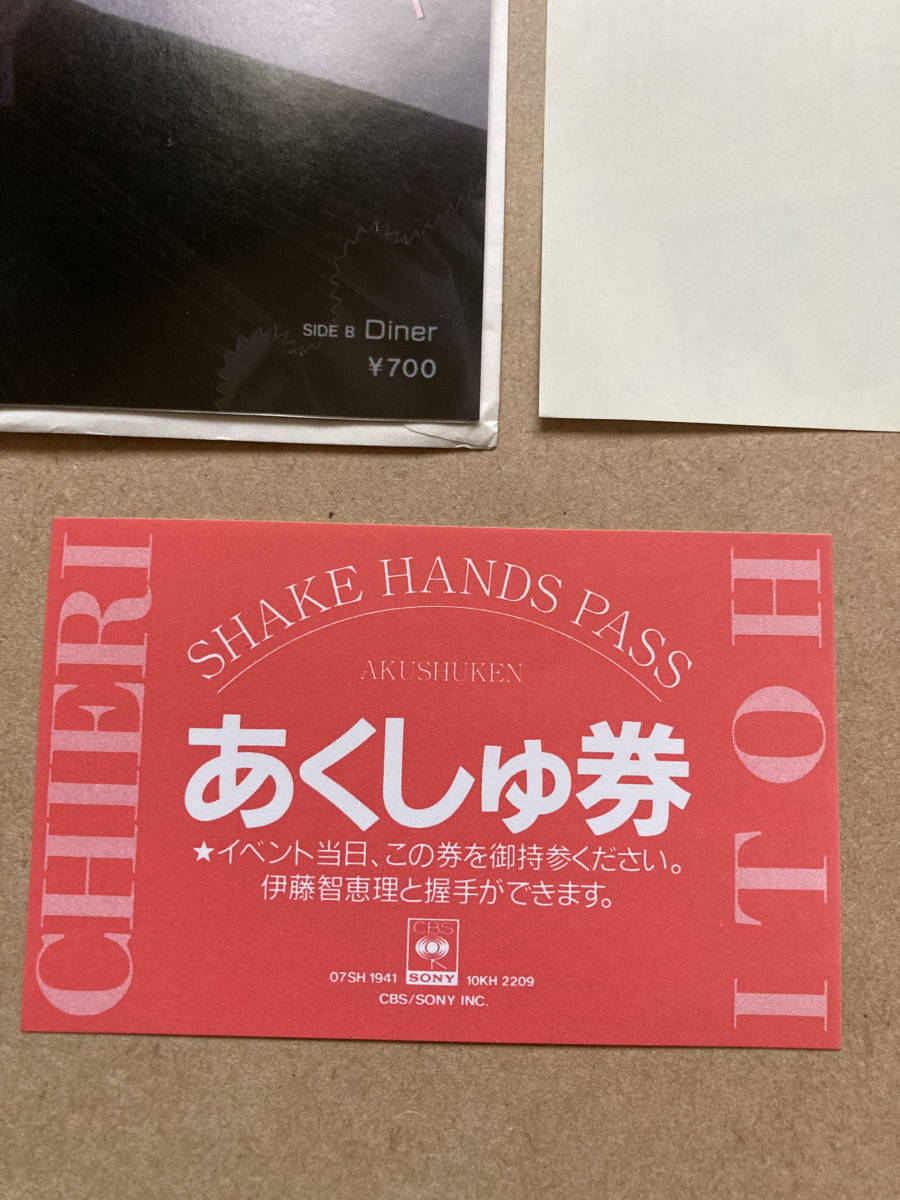 SIDE B Diner
¥700
CHIERI
SHAKE HANDS PASS
AKUSHUKEN
あくしゅ券
★イベント当日、この券を御持参ください。
伊藤智恵理と握手ができます。
CBS
SONY
07SH 1941 10KH 2209
CBS/SONY INC.
ITOH